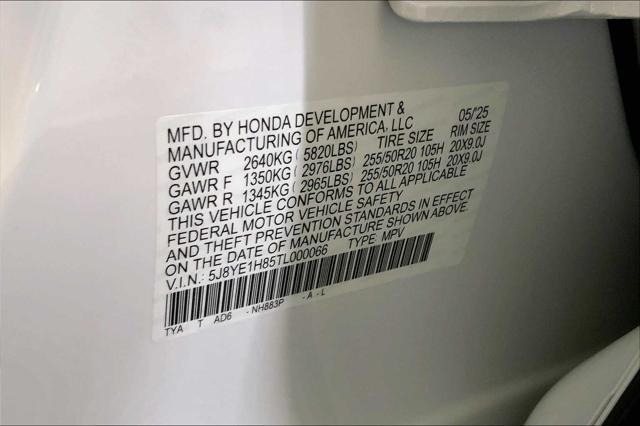 MFD. BY HONDA DEVELOPMENT & 05/'25
MANUFACTURING OF AMERICA, LLC
GVWR 2640KG(5820LBS) TIRE SIZE RIM SIZE
GAWR F 1350KG(2976LBS) 255/50R20 105H 20X9.0J
GAWR R 1345KG(2965LBS) 255/50R20 105H 20X9.0J
THIS VEHICLE CONFORMS TO ALL APPLICABLE
FEDERAL MOTOR VEHICLE SAFETY
AND THEFT PREVENTION STANDARDS IN EFFECT
ON THE DATE OF MANUFACTURE SHOWN ABOVE.
V.I.N.: 5J8YE1H85TL000066 TYPE MPV
TYA T AD6 -NH883P -A-L